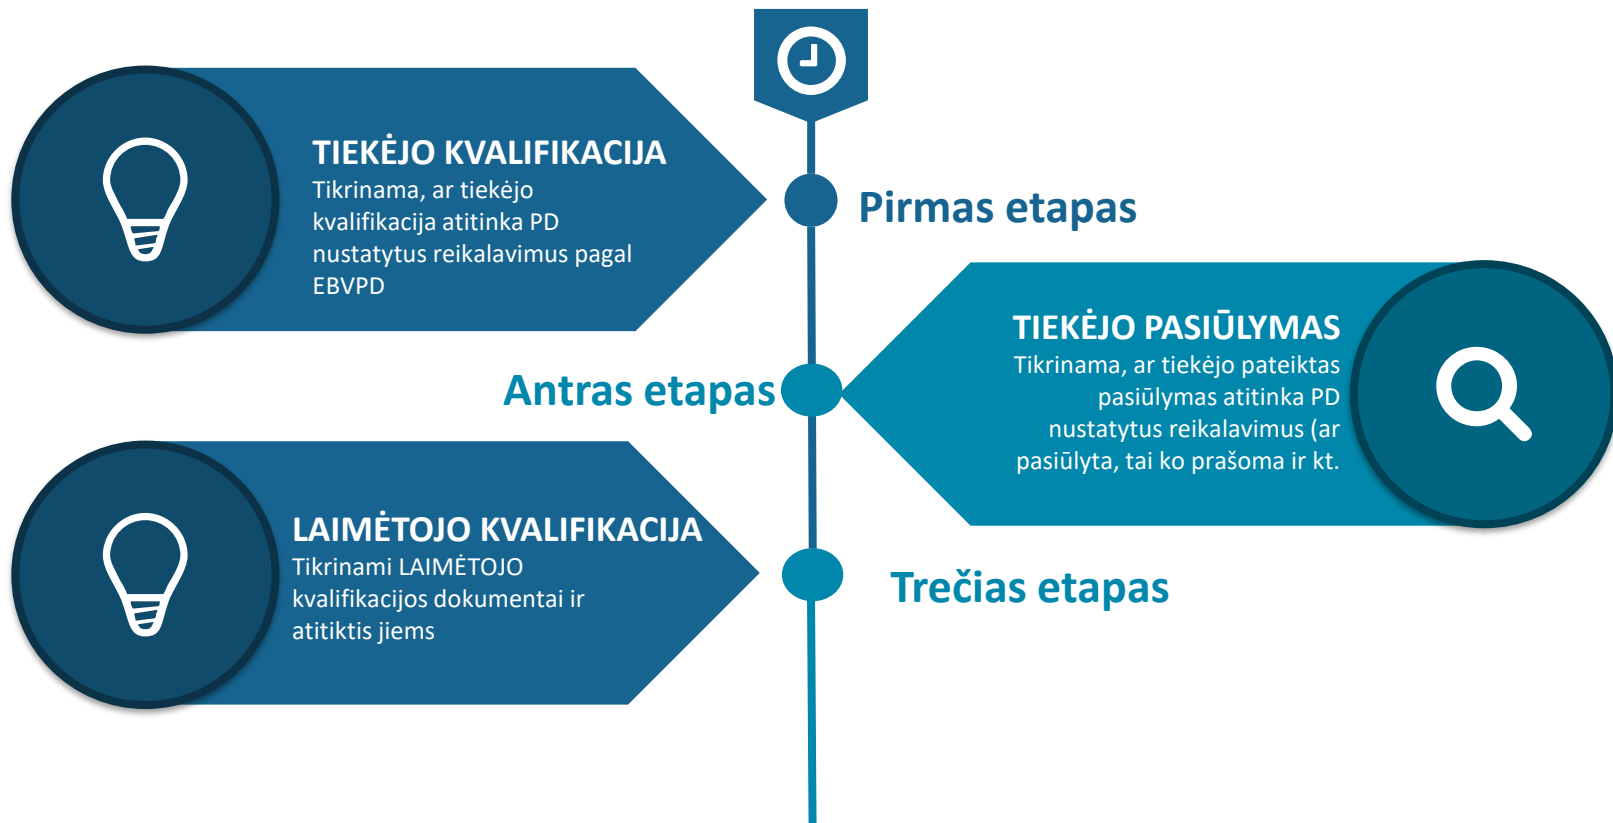 TIEKĖJO KVALIFIKACIJA
Tikrinama, ar tiekėjo
kvalifikacija atitinka PD
nustatytus reikalavimus pagal
EBVPD
Pirmas etapas
TIEKĖJO PASIŪLYMAS
Tikrinama, ar tiekėjo pateiktas
pasiūlymas atitinka PD
nustatytus reikalavimus (ar
pasiūlyta, tai ko prašoma ir kt.
Antras etapas
LAIMĖTOJO KVALIFIKACIJA
Tikrinami LAIMĖTOJO
kvalifikacijos dokumentai ir
atitiktis jiems
Trečias etapas